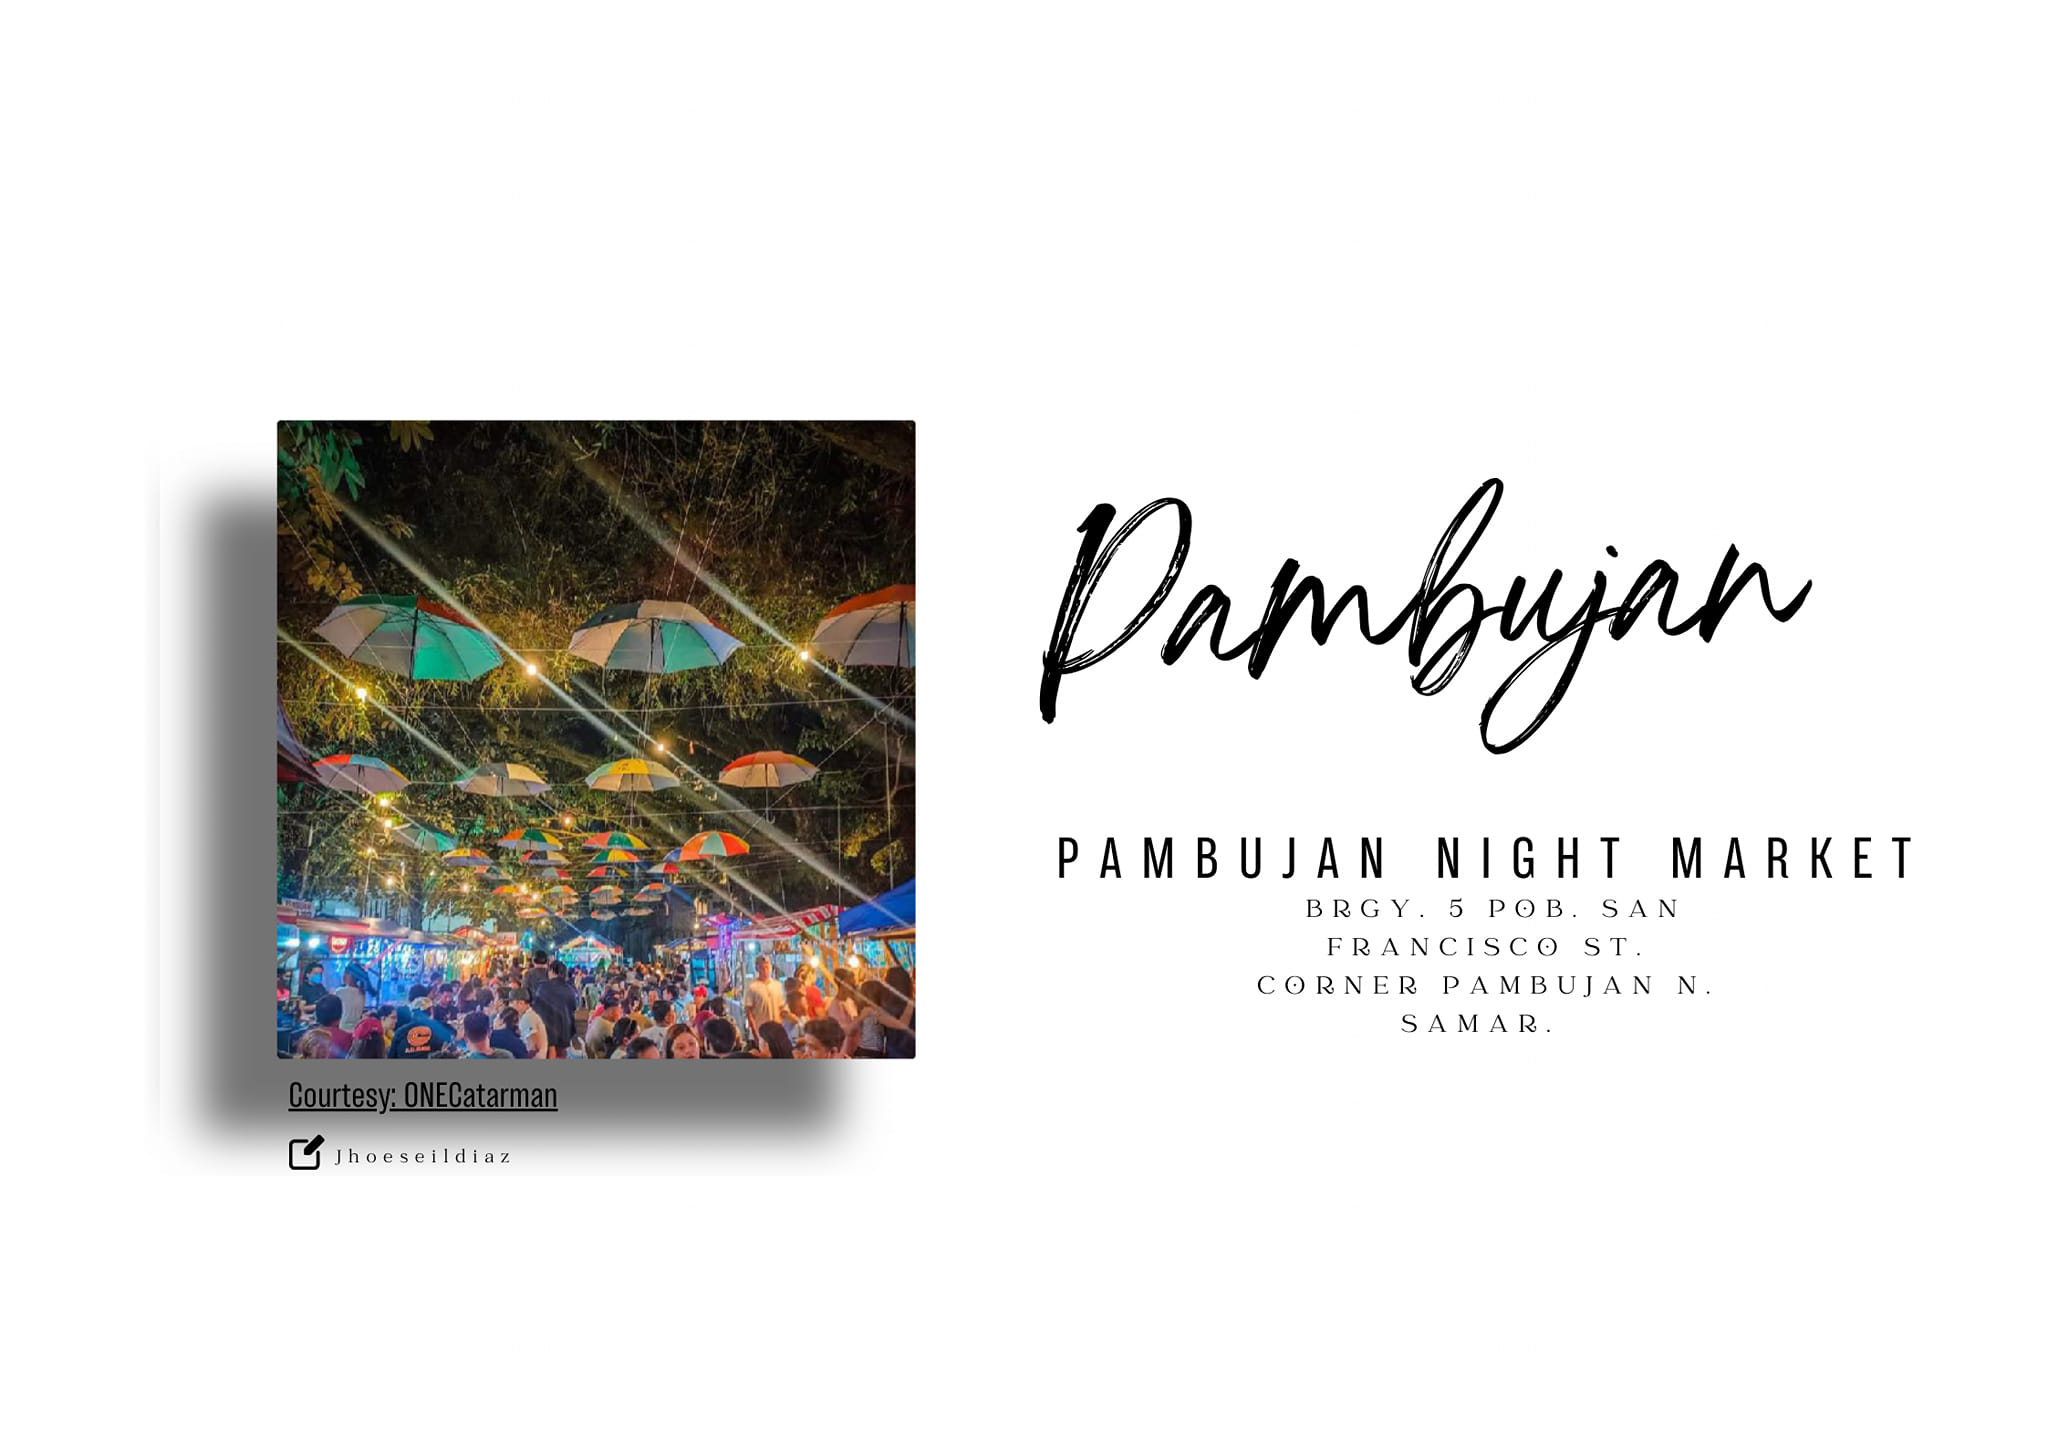 Pambujan
PAMBUJAN NIGHT MARKET
BRGY. 5 POB. SAN
FRANCISCO ST.
CORNER PAMBUJAN N.
SAMAR.
Courtesy: ONECatarman
Jhoeseildiaz